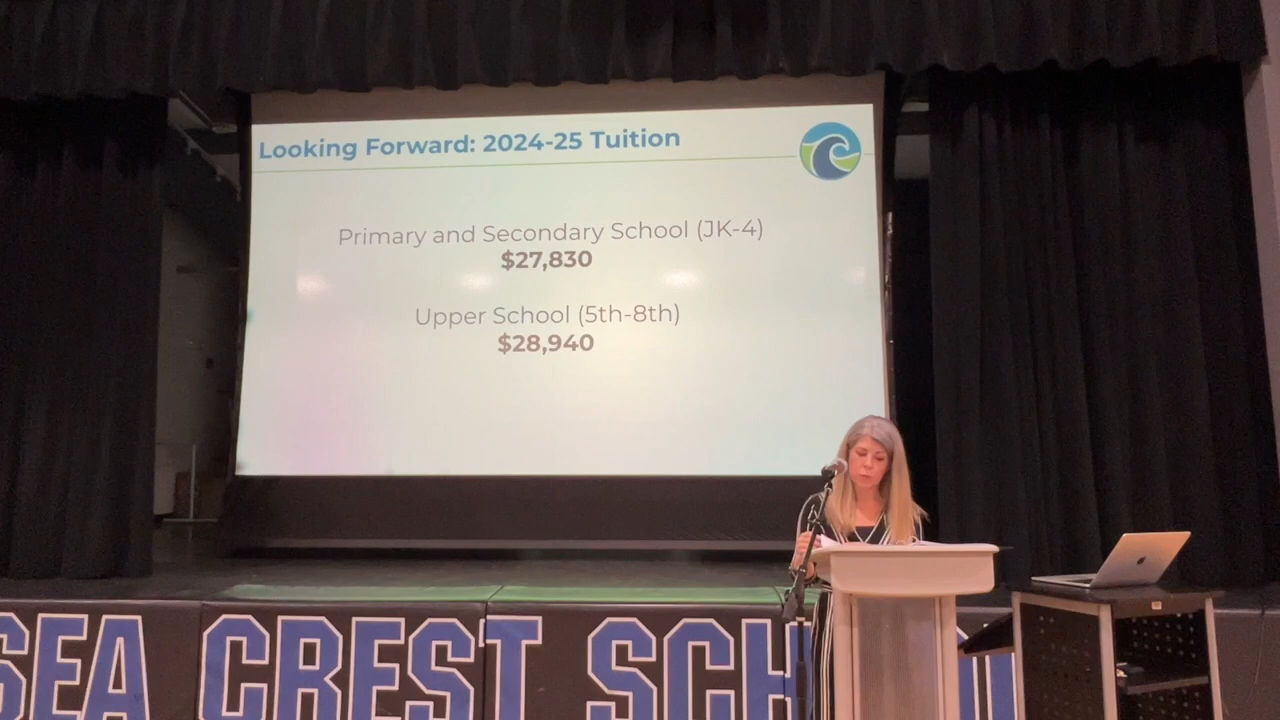 Looking Forward: 2024-25 Tuition
Primary and Secondary School (JK-4)
$27,830
Upper School (5th-8th)
$28,940
SEA CREST SCH